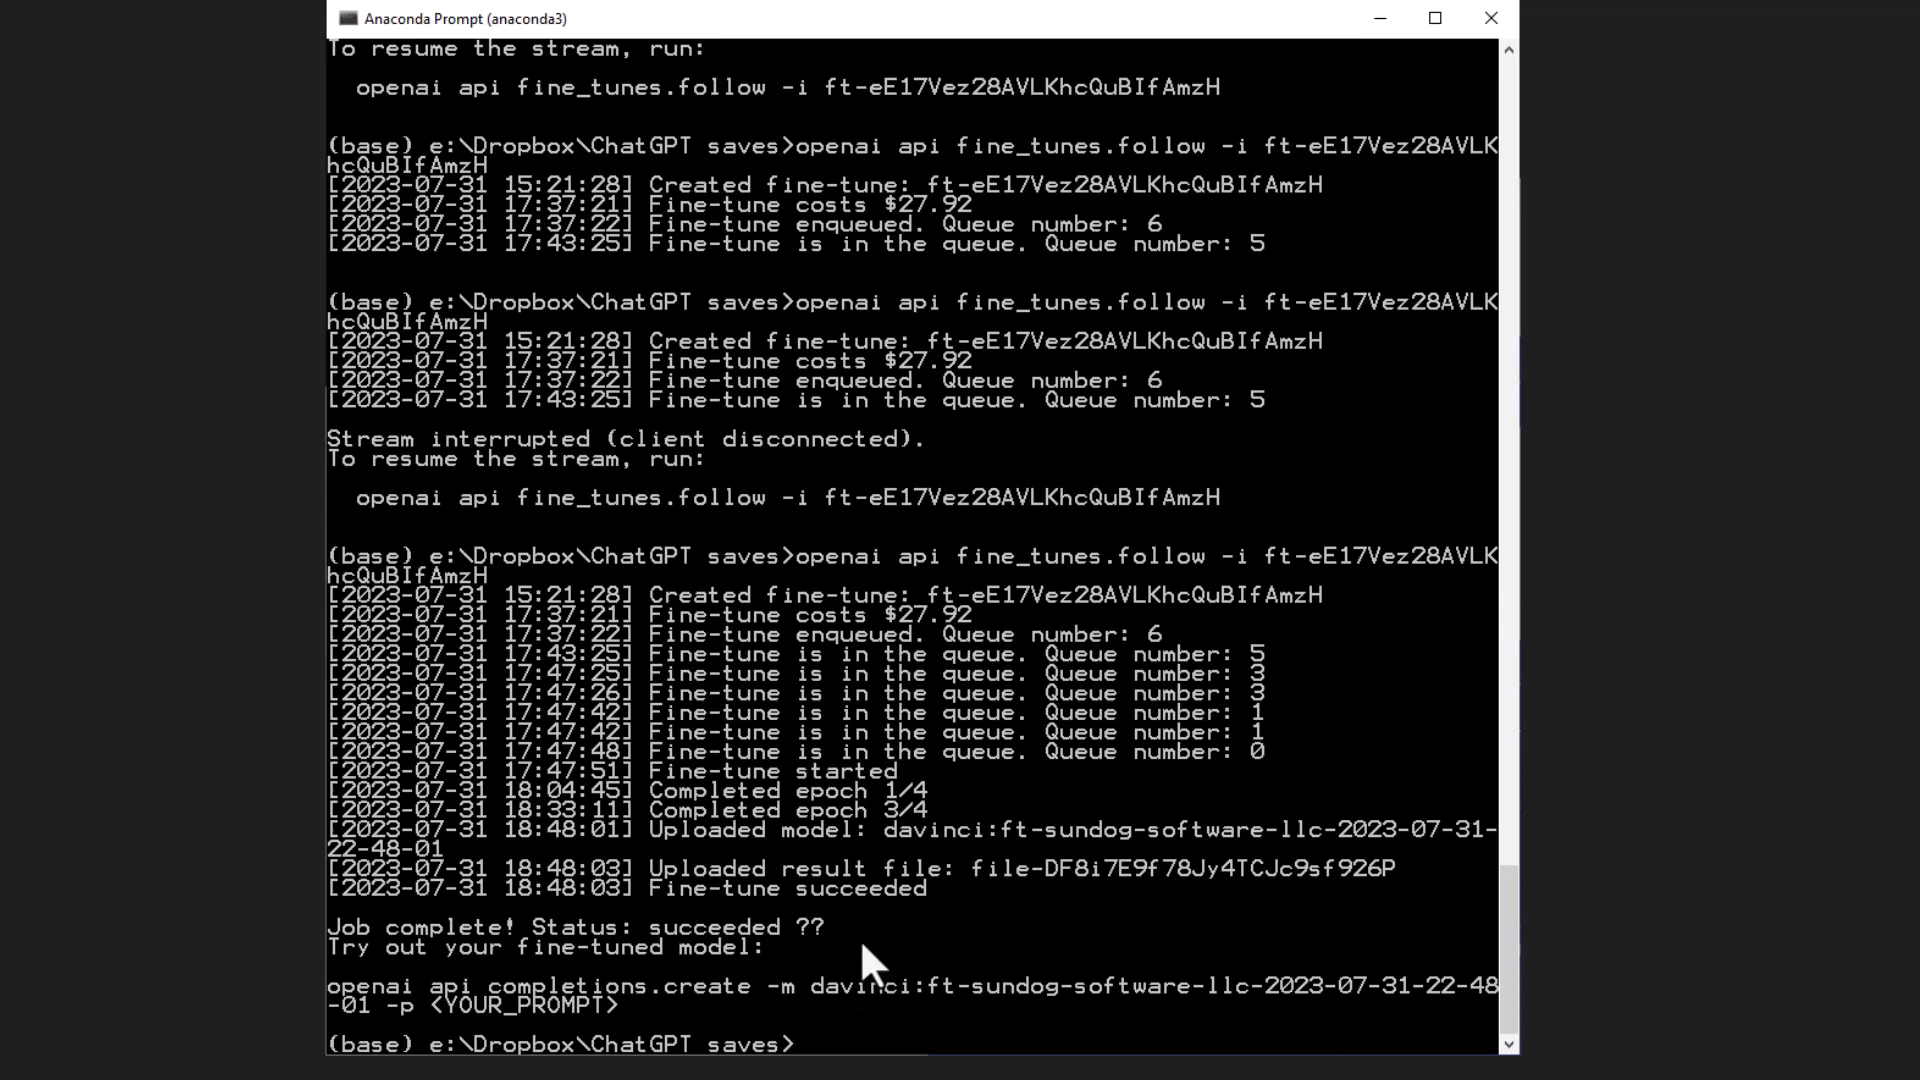 Anaconda Prompt (anaconda3)
To resume the stream, run:
openai api fine_tunes.follow -i ft-eE17Vez28AVLKhcQuBIfAmzH
(base) e:\Dropbox\ChatGPT saves>openai api fine_tunes.follow -i ft-eE17Vez28AVLK
hcQuBIfAmzH
[2023-07-31 15:21:28] Created fine-tune: ft-eE17Vez28AVLKhcQuBIfAmzH
[2023-07-31 17:37:21] Fine-tune costs $27.92
[2023-07-31 17:37:22] Fine-tune enqueued. Queue number: 6
[2023-07-31 17:43:25] Fine-tune is in the queue. Queue number: 5
(base) e:\Dropbox\ChatGPT saves>openai api fine_tunes.follow -i ft-eE17Vez28AVLK
hcQuBIfAmzH
[2023-07-31 15:21:28] Created fine-tune: ft-eE17Vez28AVLKhcQuBIfAmzH
[2023-07-31 17:37:21] Fine-tune costs $27.92
[2023-07-31 17:37:22] Fine-tune enqueued. Queue number: 6
[2023-07-31 17:43:25] Fine-tune is in the queue. Queue number: 5
Stream interrupted (client disconnected).
To resume the stream, run:
openai api fine_tunes.follow -i ft-eE17Vez28AVLKhcQuBIfAmzH
(base) e:\Dropbox\ChatGPT saves>openai api fine_tunes.follow -i ft-eE17Vez28AVLK
hcQuBIfAmzH
[2023-07-31 15:21:28] Created fine-tune: ft-eE17Vez28AVLKhcQuBIfAmzH
[2023-07-31 17:37:21] Fine-tune costs $27.92
[2023-07-31 17:37:22] Fine-tune enqueued. Queue number: 6
[2023-07-31 17:43:25] Fine-tune is in the queue. Queue number: 5
[2023-07-31 17:47:25] Fine-tune is in the queue. Queue number: 3
[2023-07-31 17:47:26] Fine-tune is in the queue. Queue number: 3
[2023-07-31 17:47:42] Fine-tune is in the queue. Queue number: 1
[2023-07-31 17:47:42] Fine-tune is in the queue. Queue number: 1
[2023-07-31 17:47:48] Fine-tune is in the queue. Queue number: 0
[2023-07-31 17:47:51] Fine-tune started
[2023-07-31 18:04:45] Completed epoch 1/4
[2023-07-31 18:33:11] Completed epoch 3/4
[2023-07-31 18:48:01] Uploaded model: davinci:ft-sundog-software-llc-2023-07-31-
22-48-01
[2023-07-31 18:48:03] Uploaded result file: file-DF8i7E9f78Jy4TCJc9sf926P
[2023-07-31 18:48:03] Fine-tune succeeded
Job complete! Status: succeeded ??
Try out your fine-tuned model:
openai api completions.create -m davinci:ft-sundog-software-llc-2023-07-31-22-48
-01 -p <YOUR_PROMPT>
(base) e:\Dropbox\ChatGPT saves>